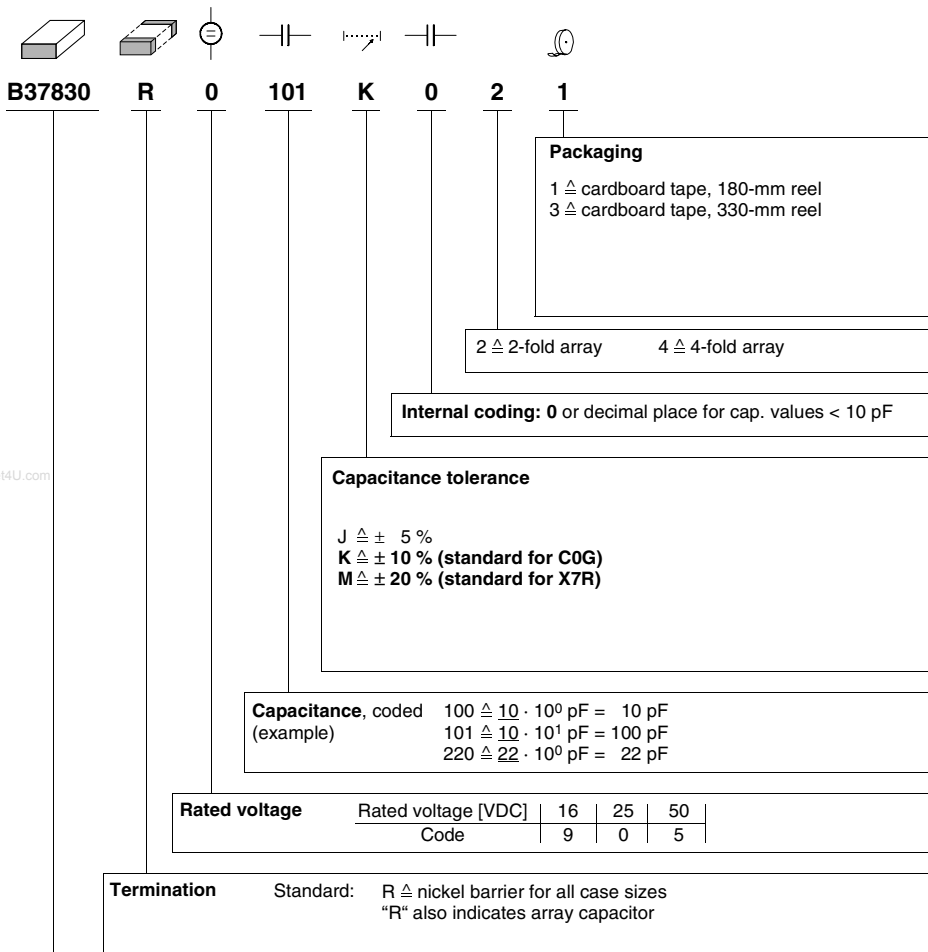 B37830 R 0 101 K 0 2 1
Packaging
1 ≙ cardboard tape, 180-mm reel
3 ≙ cardboard tape, 330-mm reel
2 ≙ 2-fold array 4 ≙ 4-fold array
Internal coding: 0 or decimal place for cap. values < 10 pF
t4U.com
Capacitance tolerance
J ≙ ± 5 %
K ≙ ± 10 % (standard for C0G)
M ≙ ± 20 % (standard for X7R)
Capacitance, coded 100 ≙ 10 · 10⁰ pF = 10 pF
(example) 101 ≙ 10 · 10¹ pF = 100 pF
220 ≙ 22 · 10⁰ pF = 22 pF
Rated voltage Rated voltage [VDC] 16 25 50
Code 9 0 5
Termination Standard: R ≙ nickel barrier for all case sizes
“R“ also indicates array capacitor